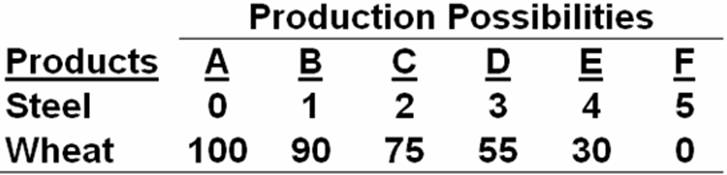 Production Possibilities
Products A B C D E F
Steel 0 1 2 3 4 5
Wheat 100 90 75 55 30 0